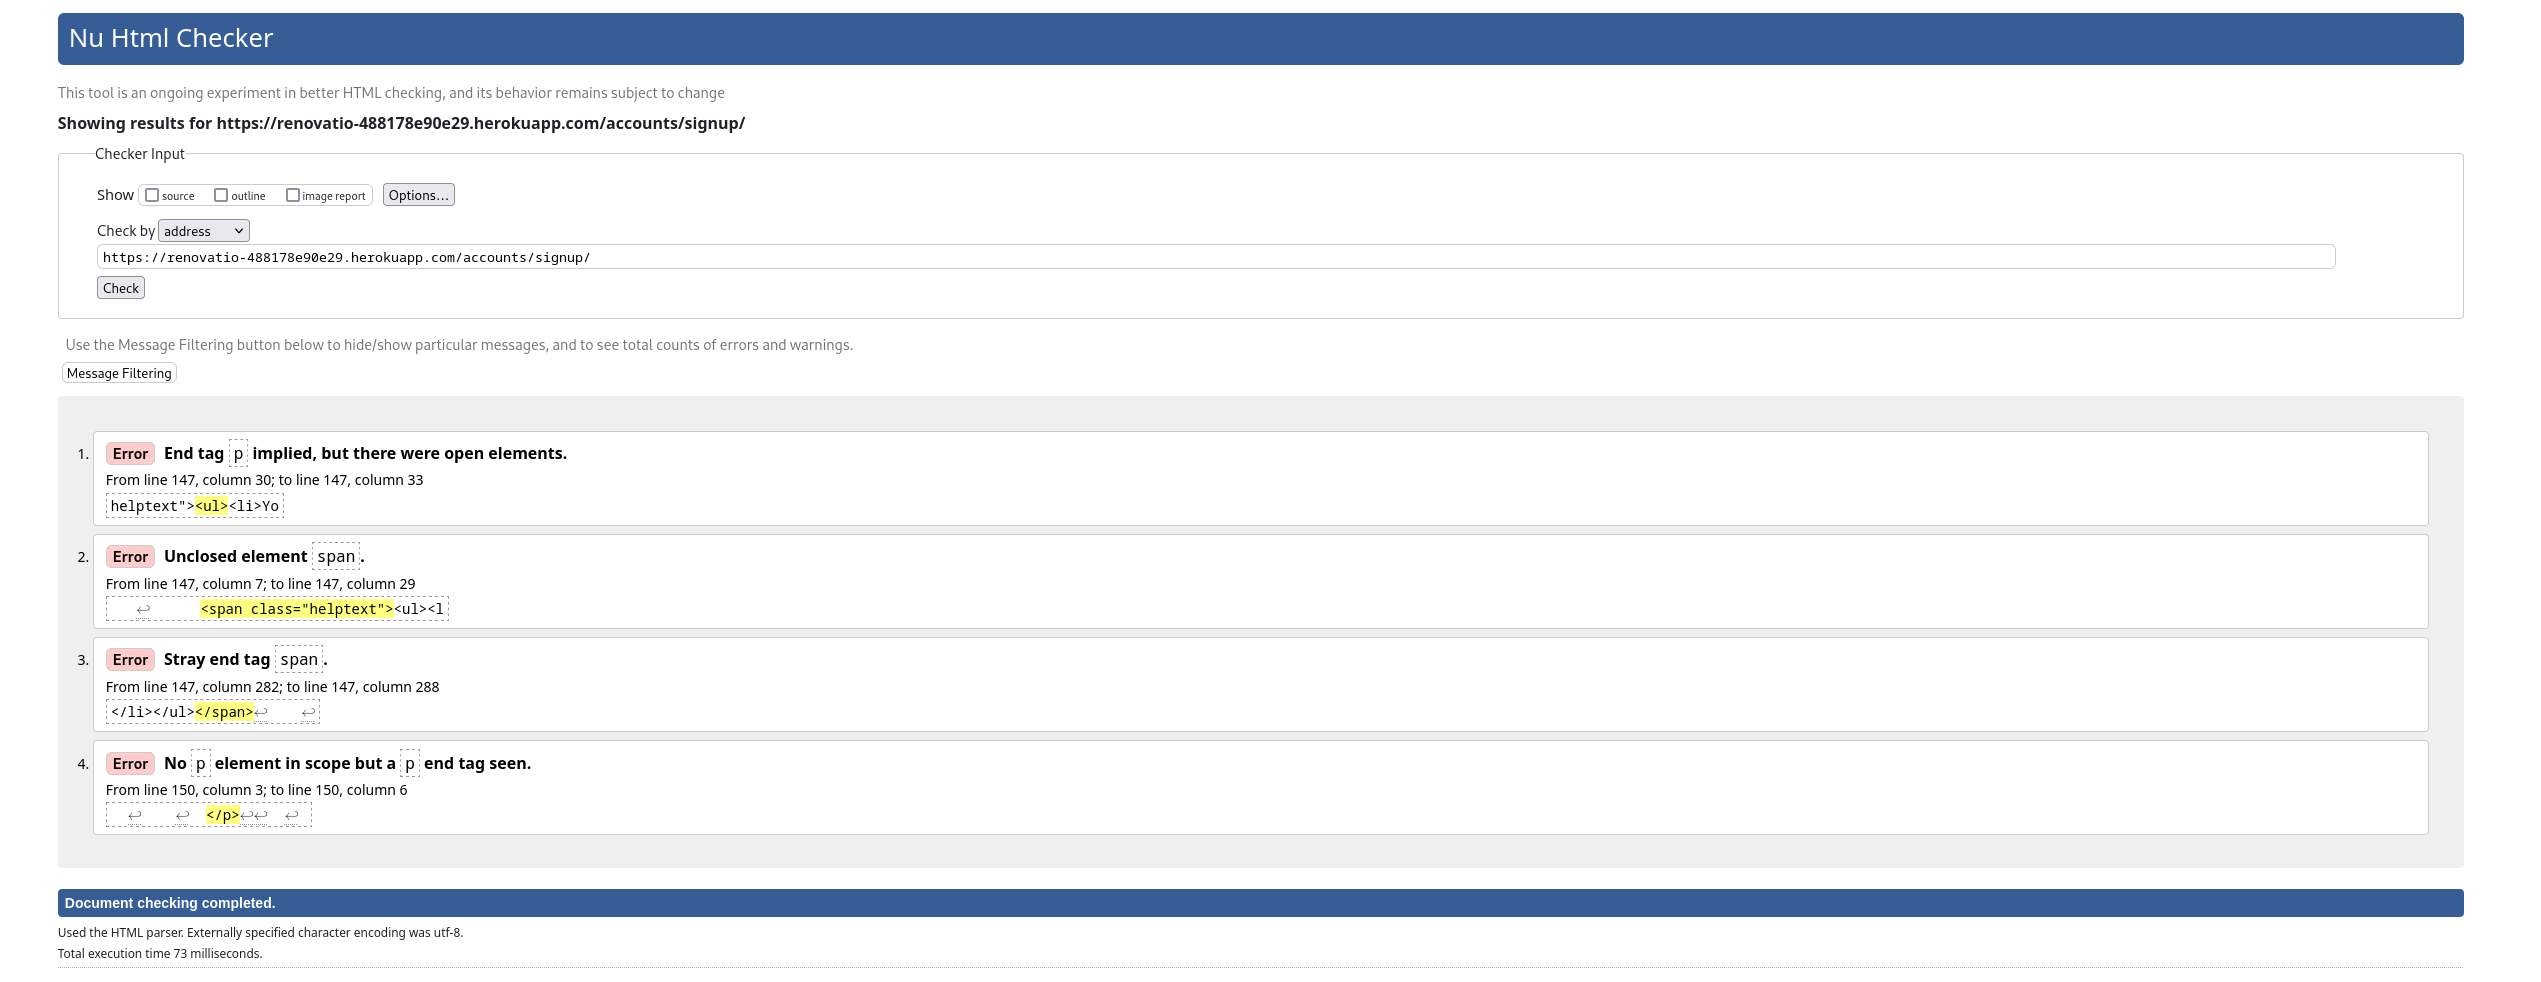 Nu Html Checker
This tool is an ongoing experiment in better HTML checking, and its behavior remains subject to change
Showing results for https://renovatio-488178e90e29.herokuapp.com/accounts/signup/
Checker Input
Show source outline image report Options...
Check by address
https://renovatio-488178e90e29.herokuapp.com/accounts/signup/
Check
Use the Message Filtering button below to hide/show particular messages, and to see total counts of errors and warnings.
Message Filtering
1. Error End tag p implied, but there were open elements.
From line 147, column 30; to line 147, column 33
helptext"><ul><li>Yo
2. Error Unclosed element span.
From line 147, column 7; to line 147, column 29
↩ <span class="helptext"><ul><l
3. Error Stray end tag span.
From line 147, column 282; to line 147, column 288
</li></ul></span>↩ ↩
4. Error No p element in scope but a p end tag seen.
From line 150, column 3; to line 150, column 6
↩ ↩ </p>↩↩ ↩
Document checking completed.
Used the HTML parser. Externally specified character encoding was utf-8.
Total execution time 73 milliseconds.